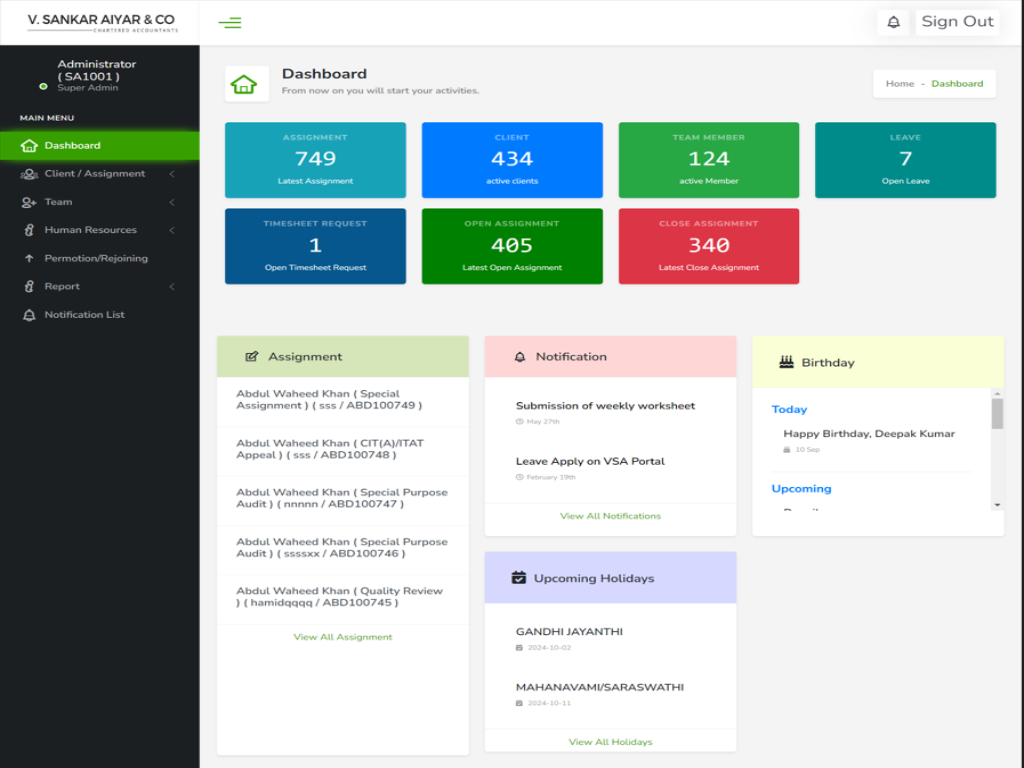 V. SANKAR AIYAR & CO
CHARTERED ACCOUNTANTS
Sign Out
Administrator
( SA1001 )
Super Admin
MAIN MENU
Dashboard
Client / Assignment
Team
Human Resources
Permotion/Rejoining
Report
Notification List
Dashboard
From now on you will start your activities.
Home - Dashboard
ASSIGNMENT
749
Latest Assignment
CLIENT
434
active clients
TEAM MEMBER
124
active Member
LEAVE
7
Open Leave
TIMESHEET REQUEST
1
Open Timesheet Request
OPEN ASSIGNMENT
405
Latest Open Assignment
CLOSE ASSIGNMENT
340
Latest Close Assignment
Assignment
Abdul Waheed Khan ( Special
Assignment ) ( sss / ABD100749 )
Abdul Waheed Khan ( CIT(A)/ITAT
Appeal ) ( sss / ABD100748 )
Abdul Waheed Khan ( Special Purpose
Audit ) ( nnnnn / ABD100747 )
Abdul Waheed Khan ( Special Purpose
Audit ) ( ssssxx / ABD100746 )
Abdul Waheed Khan ( Quality Review
) ( hamidqqqq / ABD100745 )
View All Assignment
Notification
Submission of weekly worksheet
May 27th
Leave Apply on VSA Portal
February 19th
View All Notifications
Upcoming Holidays
GANDHI JAYANTHI
2024-10-02
MAHANAVAMI/SARASWATHI
2024-10-11
View All Holidays
Birthday
Today
Happy Birthday, Deepak Kumar
10 Sep
Upcoming